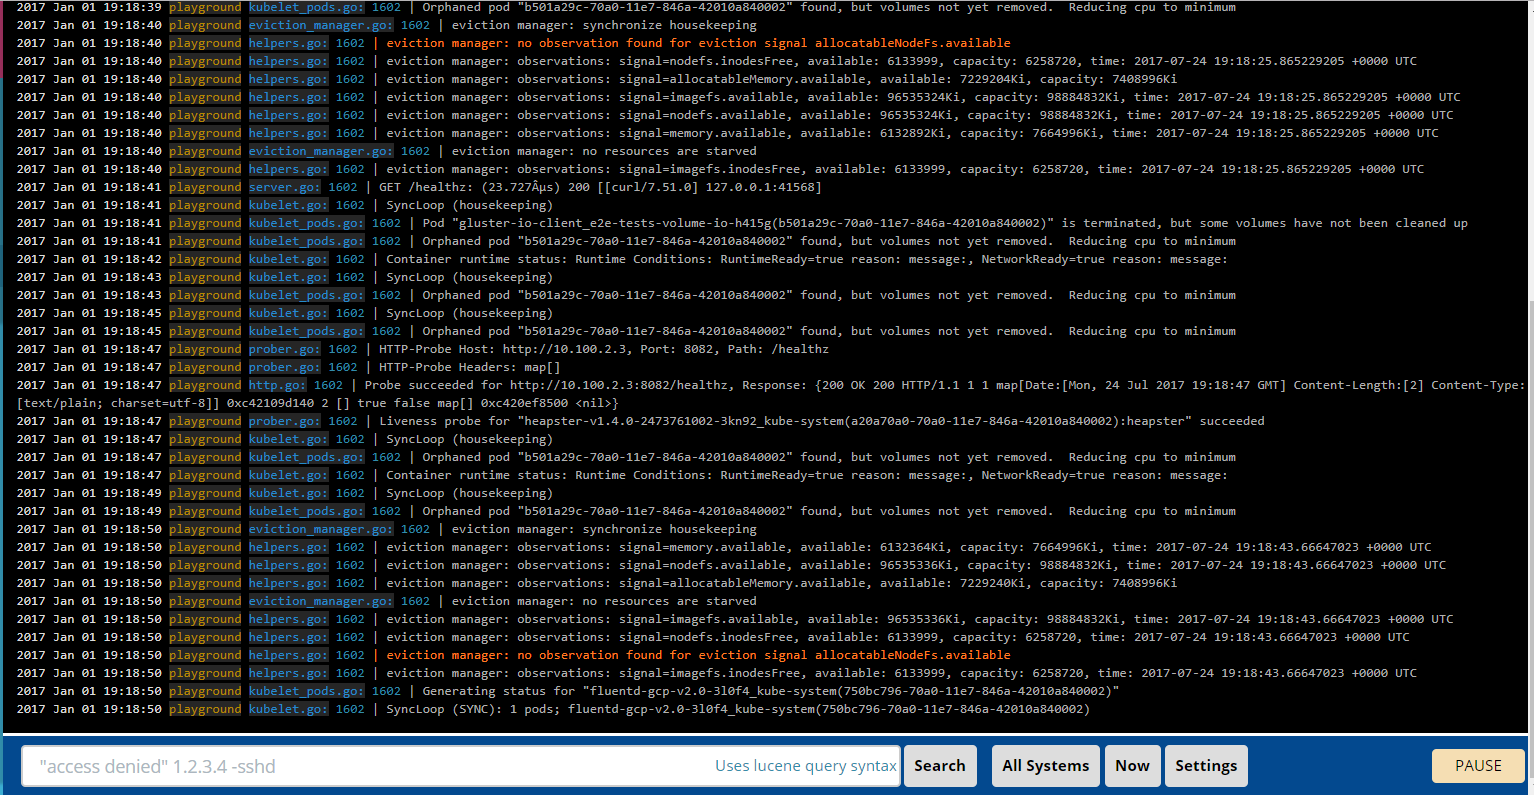 2017 Jan 01 19:18:39 playground kubelet_pods.go: 1602 | Orphaned pod "b501a29c-70a0-11e7-846a-42010a840002" found, but volumes not yet removed.  Reducing cpu to minimum
2017 Jan 01 19:18:40 playground eviction_manager.go: 1602 | eviction manager: synchronize housekeeping
2017 Jan 01 19:18:40 playground helpers.go: 1602 | eviction manager: no observation found for eviction signal allocatableNodeFs.available
2017 Jan 01 19:18:40 playground helpers.go: 1602 | eviction manager: observations: signal=nodefs.inodesFree, available: 6133999, capacity: 6258720, time: 2017-07-24 19:18:25.865229205 +0000 UTC
2017 Jan 01 19:18:40 playground helpers.go: 1602 | eviction manager: observations: signal=allocatableMemory.available, available: 7229204Ki, capacity: 7408996Ki
2017 Jan 01 19:18:40 playground helpers.go: 1602 | eviction manager: observations: signal=imagefs.available, available: 96535324Ki, capacity: 98884832Ki, time: 2017-07-24 19:18:25.865229205 +0000 UTC
2017 Jan 01 19:18:40 playground helpers.go: 1602 | eviction manager: observations: signal=nodefs.available, available: 96535324Ki, capacity: 98884832Ki, time: 2017-07-24 19:18:25.865229205 +0000 UTC
2017 Jan 01 19:18:40 playground helpers.go: 1602 | eviction manager: observations: signal=memory.available, available: 6132892Ki, capacity: 7664996Ki, time: 2017-07-24 19:18:25.865229205 +0000 UTC
2017 Jan 01 19:18:40 playground eviction_manager.go: 1602 | eviction manager: no resources are starved
2017 Jan 01 19:18:40 playground helpers.go: 1602 | eviction manager: observations: signal=imagefs.inodesFree, available: 6133999, capacity: 6258720, time: 2017-07-24 19:18:25.865229205 +0000 UTC
2017 Jan 01 19:18:41 playground server.go: 1602 | GET /healthz: (23.727Âµs) 200 [[curl/7.51.0] 127.0.0.1:41568]
2017 Jan 01 19:18:41 playground kubelet.go: 1602 | SyncLoop (housekeeping)
2017 Jan 01 19:18:41 playground kubelet_pods.go: 1602 | Pod "gluster-io-client_e2e-tests-volume-io-h415g(b501a29c-70a0-11e7-846a-42010a840002)" is terminated, but some volumes have not been cleaned up
2017 Jan 01 19:18:41 playground kubelet_pods.go: 1602 | Orphaned pod "b501a29c-70a0-11e7-846a-42010a840002" found, but volumes not yet removed.  Reducing cpu to minimum
2017 Jan 01 19:18:42 playground kubelet.go: 1602 | Container runtime status: Runtime Conditions: RuntimeReady=true reason: message:, NetworkReady=true reason: message:
2017 Jan 01 19:18:43 playground kubelet.go: 1602 | SyncLoop (housekeeping)
2017 Jan 01 19:18:43 playground kubelet_pods.go: 1602 | Orphaned pod "b501a29c-70a0-11e7-846a-42010a840002" found, but volumes not yet removed.  Reducing cpu to minimum
2017 Jan 01 19:18:45 playground kubelet.go: 1602 | SyncLoop (housekeeping)
2017 Jan 01 19:18:45 playground kubelet_pods.go: 1602 | Orphaned pod "b501a29c-70a0-11e7-846a-42010a840002" found, but volumes not yet removed.  Reducing cpu to minimum
2017 Jan 01 19:18:47 playground prober.go: 1602 | HTTP-Probe Host: http://10.100.2.3, Port: 8082, Path: /healthz
2017 Jan 01 19:18:47 playground prober.go: 1602 | HTTP-Probe Headers: map[]
2017 Jan 01 19:18:47 playground http.go: 1602 | Probe succeeded for http://10.100.2.3:8082/healthz, Response: {200 OK 200 HTTP/1.1 1 1 map[Date:[Mon, 24 Jul 2017 19:18:47 GMT] Content-Length:[2] Content-Type:
[text/plain; charset=utf-8]] 0xc42109d140 2 [] true false map[] 0xc420ef8500 <nil>}
2017 Jan 01 19:18:47 playground prober.go: 1602 | Liveness probe for "heapster-v1.4.0-2473761002-3kn92_kube-system(a20a70a0-70a0-11e7-846a-42010a840002):heapster" succeeded
2017 Jan 01 19:18:47 playground kubelet.go: 1602 | SyncLoop (housekeeping)
2017 Jan 01 19:18:47 playground kubelet_pods.go: 1602 | Orphaned pod "b501a29c-70a0-11e7-846a-42010a840002" found, but volumes not yet removed.  Reducing cpu to minimum
2017 Jan 01 19:18:47 playground kubelet.go: 1602 | Container runtime status: Runtime Conditions: RuntimeReady=true reason: message:, NetworkReady=true reason: message:
2017 Jan 01 19:18:49 playground kubelet.go: 1602 | SyncLoop (housekeeping)
2017 Jan 01 19:18:49 playground kubelet_pods.go: 1602 | Orphaned pod "b501a29c-70a0-11e7-846a-42010a840002" found, but volumes not yet removed.  Reducing cpu to minimum
2017 Jan 01 19:18:50 playground eviction_manager.go: 1602 | eviction manager: synchronize housekeeping
2017 Jan 01 19:18:50 playground helpers.go: 1602 | eviction manager: observations: signal=memory.available, available: 6132364Ki, capacity: 7664996Ki, time: 2017-07-24 19:18:43.66647023 +0000 UTC
2017 Jan 01 19:18:50 playground helpers.go: 1602 | eviction manager: observations: signal=nodefs.available, available: 96535336Ki, capacity: 98884832Ki, time: 2017-07-24 19:18:43.66647023 +0000 UTC
2017 Jan 01 19:18:50 playground helpers.go: 1602 | eviction manager: observations: signal=allocatableMemory.available, available: 7229240Ki, capacity: 7408996Ki
2017 Jan 01 19:18:50 playground eviction_manager.go: 1602 | eviction manager: no resources are starved
2017 Jan 01 19:18:50 playground helpers.go: 1602 | eviction manager: observations: signal=imagefs.available, available: 96535336Ki, capacity: 98884832Ki, time: 2017-07-24 19:18:43.66647023 +0000 UTC
2017 Jan 01 19:18:50 playground helpers.go: 1602 | eviction manager: observations: signal=nodefs.inodesFree, available: 6133999, capacity: 6258720, time: 2017-07-24 19:18:43.66647023 +0000 UTC
2017 Jan 01 19:18:50 playground helpers.go: 1602 | eviction manager: no observation found for eviction signal allocatableNodeFs.available
2017 Jan 01 19:18:50 playground helpers.go: 1602 | eviction manager: observations: signal=imagefs.inodesFree, available: 6133999, capacity: 6258720, time: 2017-07-24 19:18:43.66647023 +0000 UTC
2017 Jan 01 19:18:50 playground kubelet_pods.go: 1602 | Generating status for "fluentd-gcp-v2.0-3l0f4_kube-system(750bc796-70a0-11e7-846a-42010a840002)"
2017 Jan 01 19:18:50 playground kubelet.go: 1602 | SyncLoop (SYNC): 1 pods; fluentd-gcp-v2.0-3l0f4_kube-system(750bc796-70a0-11e7-846a-42010a840002)
"access denied" 1.2.3.4 -sshd Uses lucene query syntax Search All Systems Now Settings PAUSE